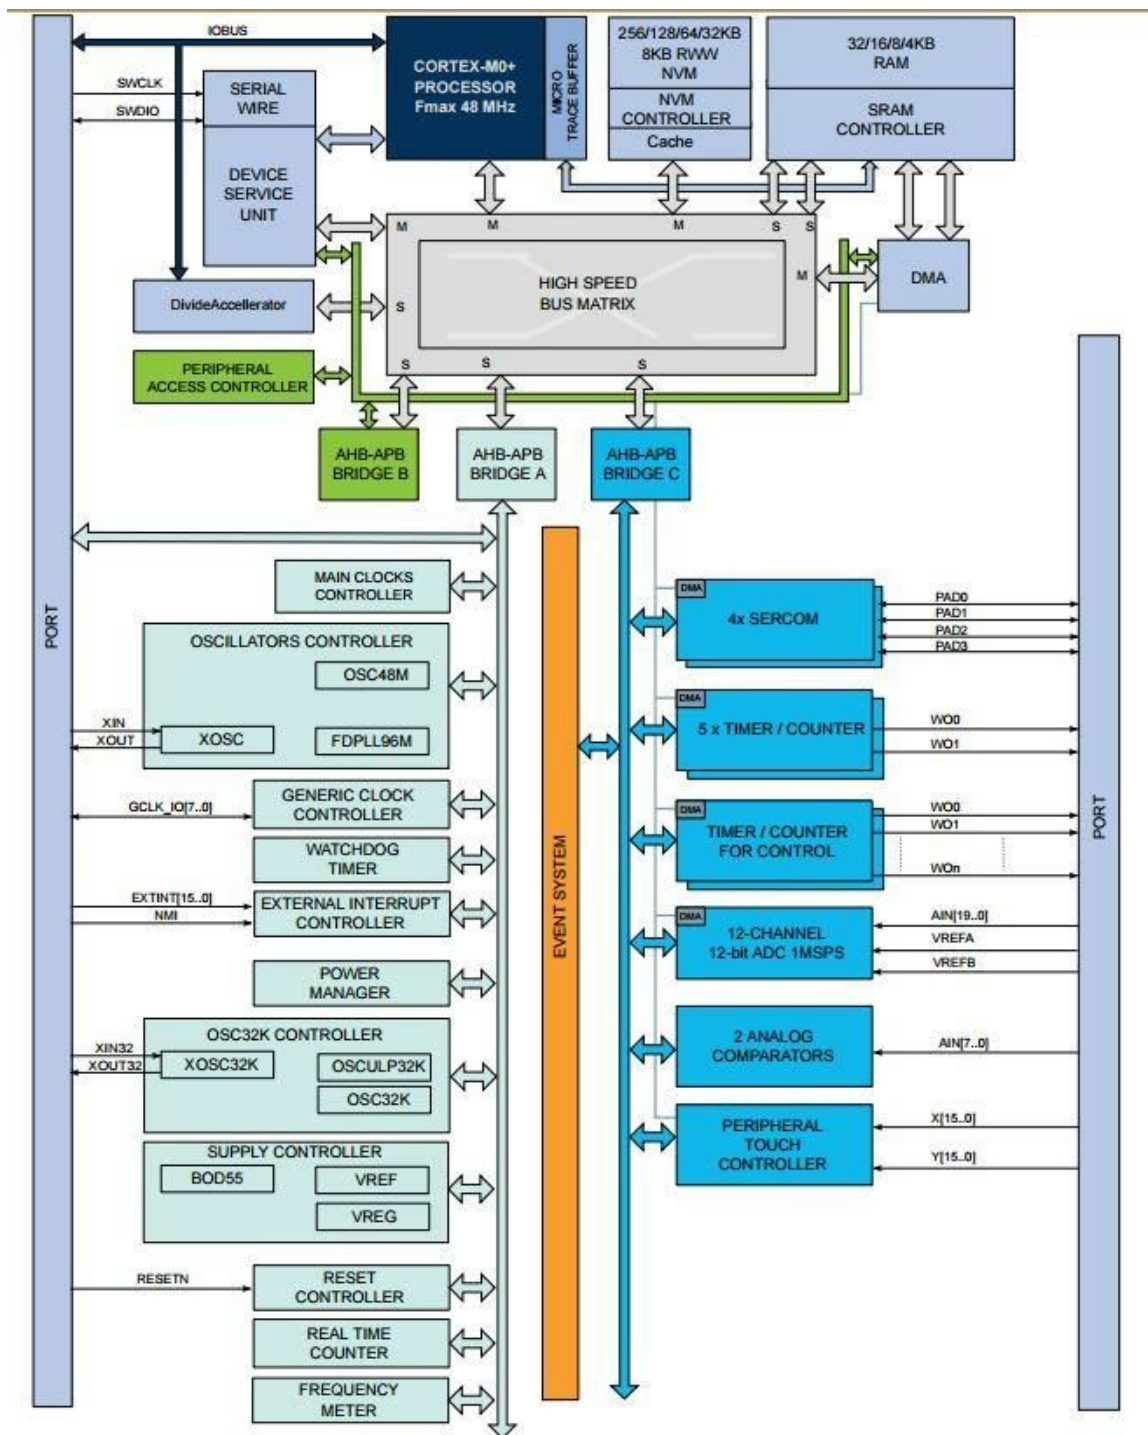 IOBUS
SWCLK
SWDIO
SERIAL
WIRE
DEVICE
SERVICE
UNIT
CORTEX-M0+
PROCESSOR
Fmax 48 MHz
MICRO
TRACE BUFFER
256/128/64/32KB
8KB RWW
NVM
NVM
CONTROLLER
Cache
32/16/8/4KB
RAM
SRAM
CONTROLLER
M
M
M
S
S
M
S
S
S
S
HIGH SPEED
BUS MATRIX
DMA
DivideAccellerator
PERIPHERAL
ACCESS CONTROLLER
AHB-APB
BRIDGE B
AHB-APB
BRIDGE A
AHB-APB
BRIDGE C
PORT
MAIN CLOCKS
CONTROLLER
OSCILLATORS CONTROLLER
OSC48M
XIN
XOUT
XOSC
FDPLL96M
GCLK_IO[7..0]
GENERIC CLOCK
CONTROLLER
WATCHDOG
TIMER
EXTINT[15..0]
NMI
EXTERNAL INTERRUPT
CONTROLLER
POWER
MANAGER
OSC32K CONTROLLER
XIN32
XOUT32
XOSC32K
OSCULP32K
OSC32K
SUPPLY CONTROLLER
BOD55
VREF
VREG
RESETN
RESET
CONTROLLER
REAL TIME
COUNTER
FREQUENCY
METER
EVENT SYSTEM
DMA
4x SERCOM
PAD0
PAD1
PAD2
PAD3
DMA
5 x TIMER / COUNTER
WO0
WO1
DMA
TIMER / COUNTER
FOR CONTROL
WO0
WO1
WOn
DMA
12-CHANNEL
12-bit ADC 1MSPS
AIN[19..0]
VREFA
VREFB
2 ANALOG
COMPARATORS
AIN[7..0]
PERIPHERAL
TOUCH
CONTROLLER
X[15..0]
Y[15..0]
PORT